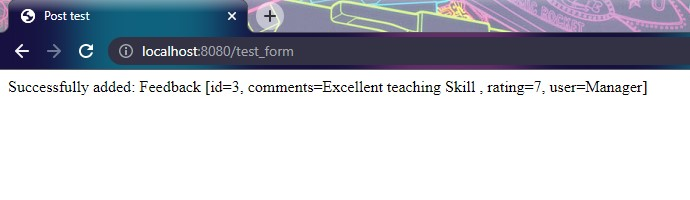 Post test
localhost:8080/test_form
Successfully added: Feedback [id=3, comments=Excellent teaching Skill , rating=7, user=Manager]